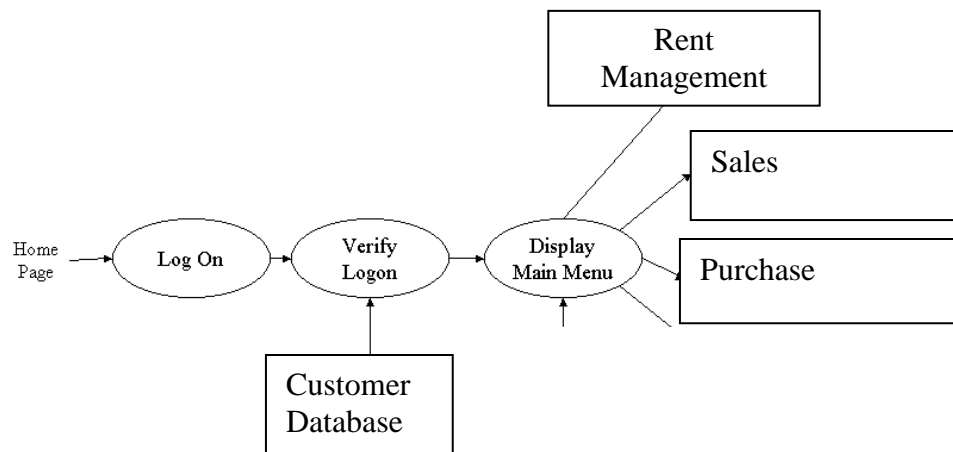 Rent
Management
Sales
Purchase
Home
Page
Log On
Verify
Logon
Display
Main Menu
Customer
Database